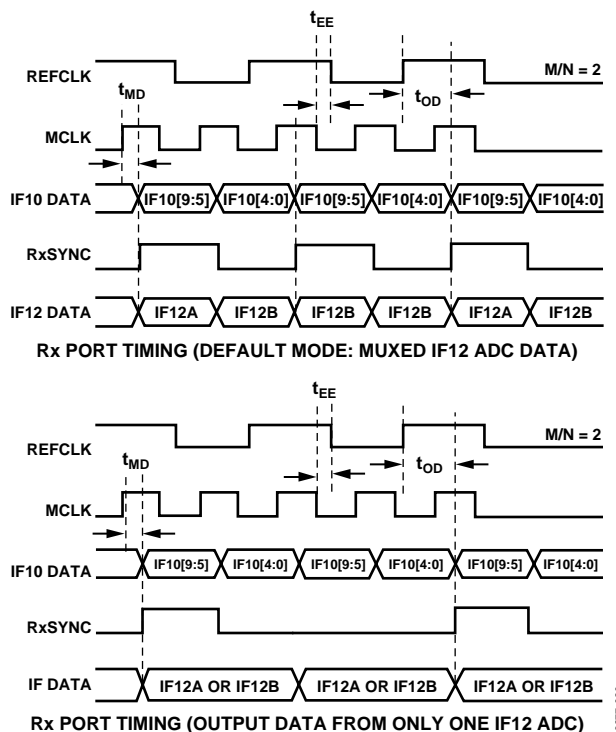 tEE
REFCLK
M/N = 2
tMD
tOD
MCLK
IF10 DATA
IF10[9:5] IF10[4:0] IF10[9:5] IF10[4:0] IF10[9:5] IF10[4:0]
RxSYNC
IF12 DATA
IF12A IF12B IF12B IF12B IF12A IF12B
Rx PORT TIMING (DEFAULT MODE: MUXED IF12 ADC DATA)
tEE
REFCLK
M/N = 2
tMD
tOD
MCLK
IF10 DATA
IF10[9:5] IF10[4:0] IF10[9:5] IF10[4:0] IF10[9:5] IF10[4:0]
RxSYNC
IF DATA
IF12A OR IF12B IF12A OR IF12B IF12A OR IF12B
Rx PORT TIMING (OUTPUT DATA FROM ONLY ONE IF12 ADC)